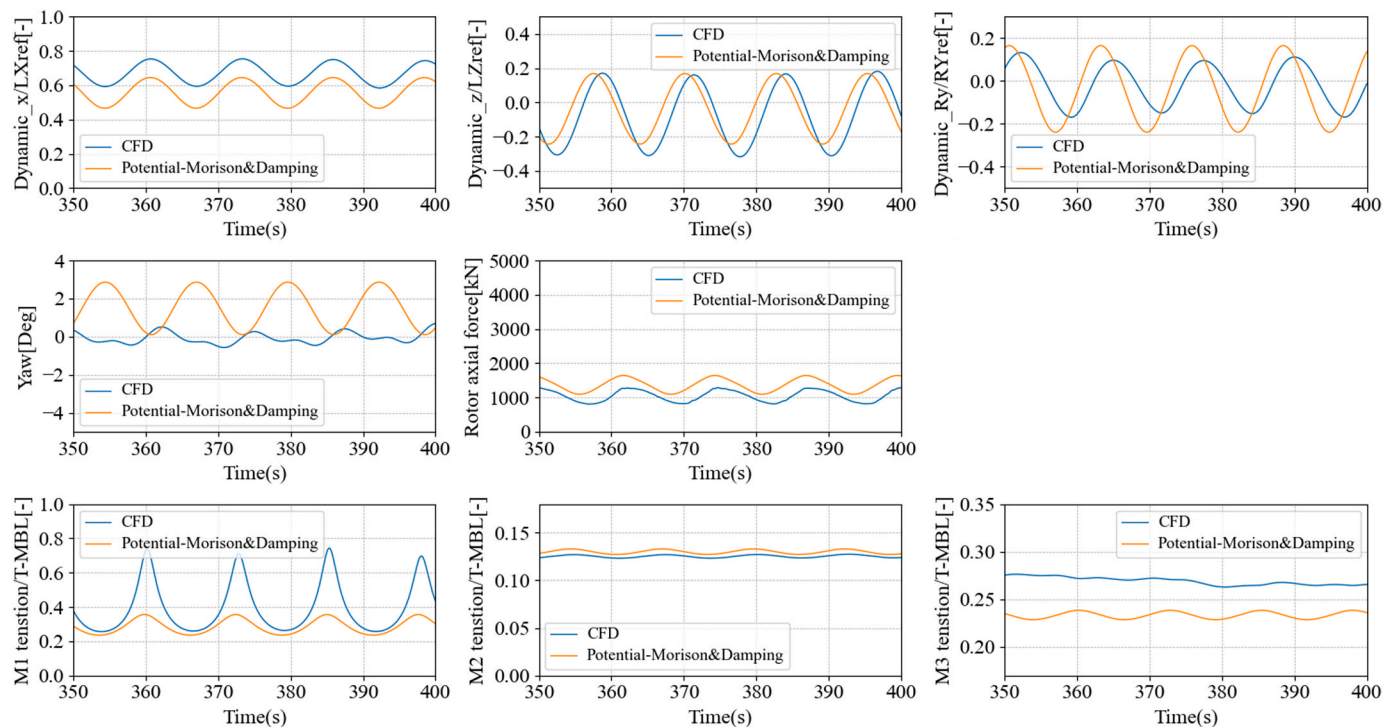 Dynamic_x/LXref[-]
1.0
0.8
0.6
0.4
0.2
0.0
CFD
Potential-Morison&Damping
350 360 370 380 390 400
Time(s)
Dynamic_z/LZref[-]
0.4
0.2
0.0
−0.2
−0.4
CFD
Potential-Morison&Damping
350 360 370 380 390 400
Time(s)
Dynamic_Ry/RYref[-]
0.2
0.0
−0.2
−0.4
CFD
Potential-Morison&Damping
350 360 370 380 390 400
Time(s)
Yaw[Deg]
4
2
0
−2
−4
CFD
Potential-Morison&Damping
350 360 370 380 390 400
Time(s)
Rotor axial force[kN]
5000
4000
3000
2000
1000
0
CFD
Potential-Morison&Damping
350 360 370 380 390 400
Time(s)
M1 tenstion/T-MBL[-]
1.0
0.8
0.6
0.4
0.2
0.0
CFD
Potential-Morison&Damping
350 360 370 380 390 400
Time(s)
M2 tenstion/T-MBL[-]
0.15
0.10
0.05
0.00
CFD
Potential-Morison&Damping
350 360 370 380 390 400
Time(s)
M3 tenstion/T-MBL[-]
0.35
0.30
0.25
0.20
CFD
Potential-Morison&Damping
350 360 370 380 390 400
Time(s)